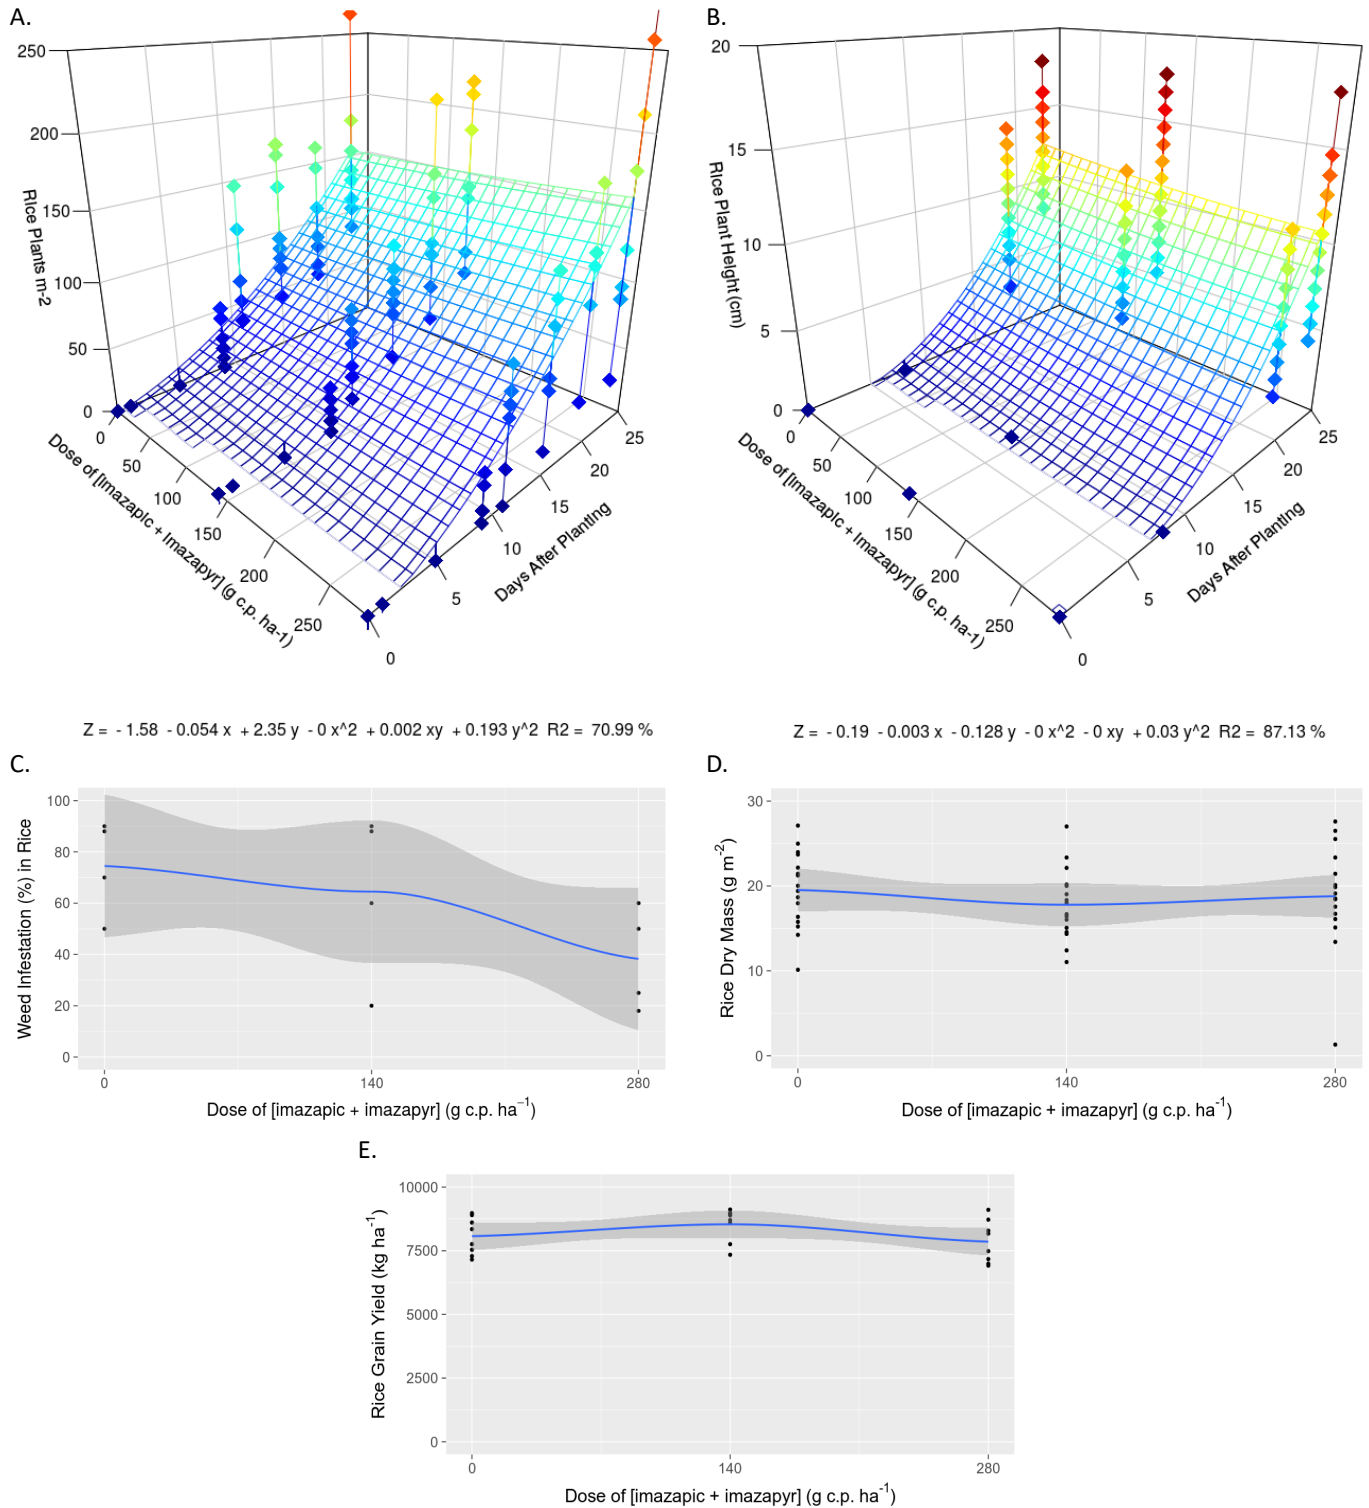 A.
250
200
150
100
50
0
RIce Plants m-2
0
50
100
150
200
250
Dose of [imazapic + imazapyr] (g c.p. ha-1)
0
5
10
15
20
25
Days After Planting
Z = - 1.58 - 0.054 x + 2.35 y - 0 x^2 + 0.002 xy + 0.193 y^2 R2 = 70.99 %
B.
20
15
10
5
0
Rice Plant Height (cm)
0
50
100
150
200
250
Dose of [imazapic + imazapyr] (g c.p. ha-1)
0
5
10
15
20
25
Days After Planting
Z = - 0.19 - 0.003 x - 0.128 y - 0 x^2 - 0 xy + 0.03 y^2 R2 = 87.13 %
C.
Weed Infestation (%) in Rice
100
80
60
40
20
0
0 140 280
Dose of [imazapic + imazapyr] (g c.p. ha⁻¹)
D.
Rice Dry Mass (g m⁻²)
30
20
10
0
0 140 280
Dose of [imazapic + imazapyr] (g c.p. ha⁻¹)
E.
Rice Grain Yield (kg ha⁻¹)
10000
7500
5000
2500
0
0 140 280
Dose of [imazapic + imazapyr] (g c.p. ha⁻¹)